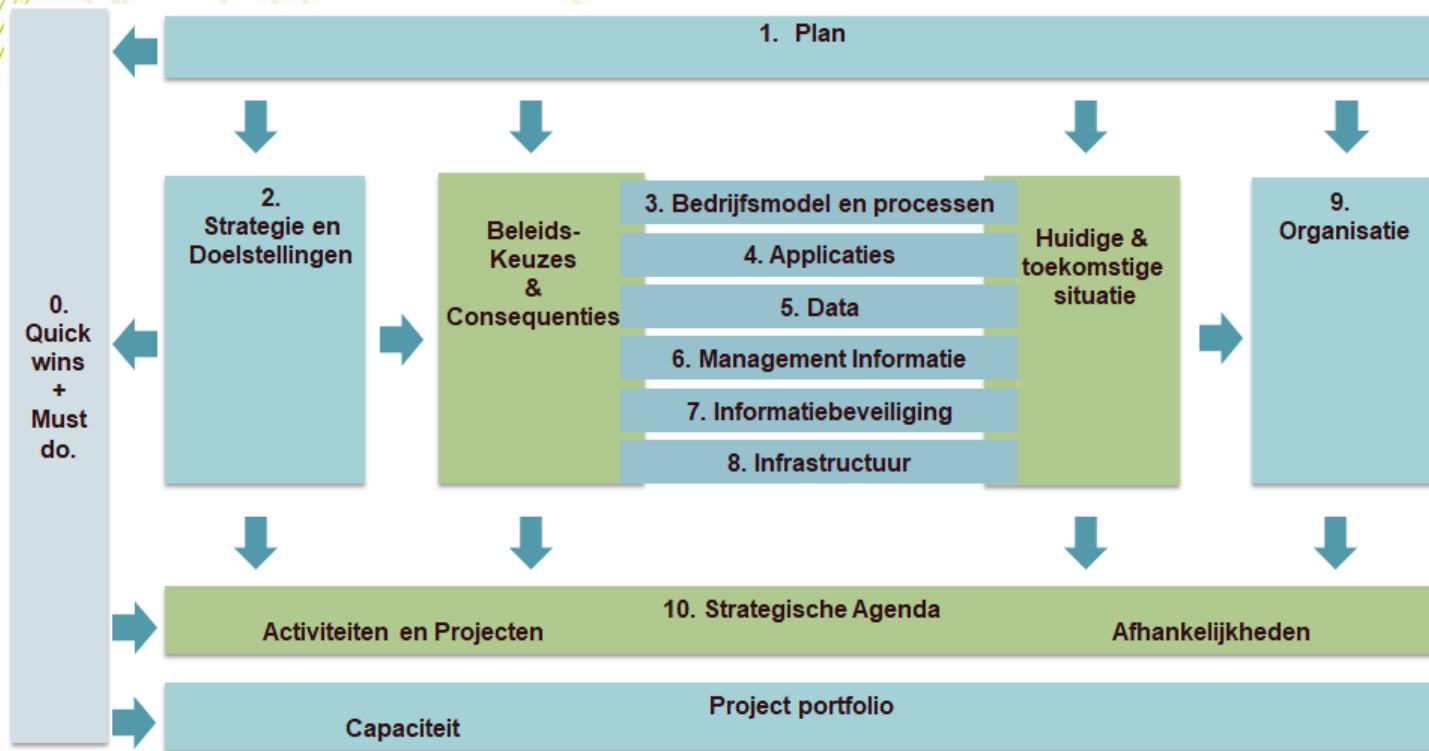 1. Plan
0.
Quick
wins
+
Must
do.
2.
Strategie en
Doelstellingen
Beleids-
Keuzes
&
Consequenties
3. Bedrijfsmodel en processen
4. Applicaties
5. Data
6. Management Informatie
7. Informatiebeveiliging
8. Infrastructuur
Huidige &
toekomstige
situatie
9.
Organisatie
10. Strategische Agenda
Activiteiten en Projecten
Afhankelijkheden
Project portfolio
Capaciteit